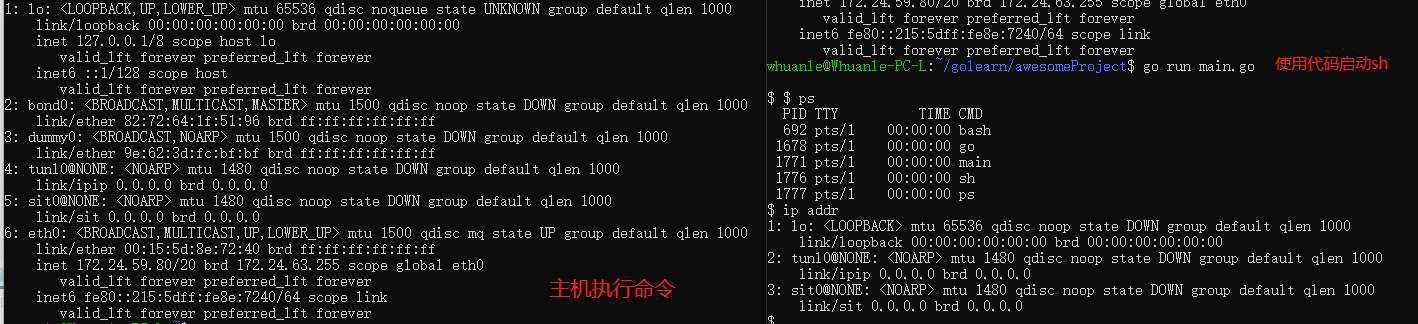 1: lo: <LOOPBACK,UP,LOWER_UP> mtu 65536 qdisc noqueue state UNKNOWN group default qlen 1000
link/loopback 00:00:00:00:00:00 brd 00:00:00:00:00:00
inet 127.0.0.1/8 scope host lo
valid_lft forever preferred_lft forever
inet6 ::1/128 scope host
valid_lft forever preferred_lft forever
2: bond0: <BROADCAST,MULTICAST,MASTER> mtu 1500 qdisc noop state DOWN group default qlen 1000
link/ether 82:72:64:1f:51:96 brd ff:ff:ff:ff:ff:ff
3: dummy0: <BROADCAST,NOARP> mtu 1500 qdisc noop state DOWN group default qlen 1000
link/ether 9e:62:3d:fc:bf:bf brd ff:ff:ff:ff:ff:ff
4: tunl0@NONE: <NOARP> mtu 1480 qdisc noop state DOWN group default qlen 1000
link/ipip 0.0.0.0 brd 0.0.0.0
5: sit0@NONE: <NOARP> mtu 1480 qdisc noop state DOWN group default qlen 1000
link/sit 0.0.0.0 brd 0.0.0.0
6: eth0: <BROADCAST,MULTICAST,UP,LOWER_UP> mtu 1500 qdisc mq state UP group default qlen 1000
link/ether 00:15:5d:8e:72:40 brd ff:ff:ff:ff:ff:ff
inet 172.24.59.80/20 brd 172.24.63.255 scope global eth0
valid_lft forever preferred_lft forever
inet6 fe80::215:5dff:fe8e:7240/64 scope link
valid_lft forever preferred_lft forever
主机执行命令
inet 172.24.59.80/20 brd 172.24.63.255 scope global eth0
valid_lft forever preferred_lft forever
inet6 fe80::215:5dff:fe8e:7240/64 scope link
valid_lft forever preferred_lft forever
whuanle@Whuanle-PC-L:~/golearn/awesomeProject$ go run main.go
使用代码启动sh
$ $ ps
PID TTY TIME CMD
692 pts/1 00:00:00 bash
1678 pts/1 00:00:00 go
1771 pts/1 00:00:00 main
1776 pts/1 00:00:00 sh
1777 pts/1 00:00:00 ps
$ ip addr
1: lo: <LOOPBACK> mtu 65536 qdisc noop state DOWN group default qlen 1000
link/loopback 00:00:00:00:00:00 brd 00:00:00:00:00:00
2: tunl0@NONE: <NOARP> mtu 1480 qdisc noop state DOWN group default qlen 1000
link/ipip 0.0.0.0 brd 0.0.0.0
3: sit0@NONE: <NOARP> mtu 1480 qdisc noop state DOWN group default qlen 1000
link/sit 0.0.0.0 brd 0.0.0.0
$